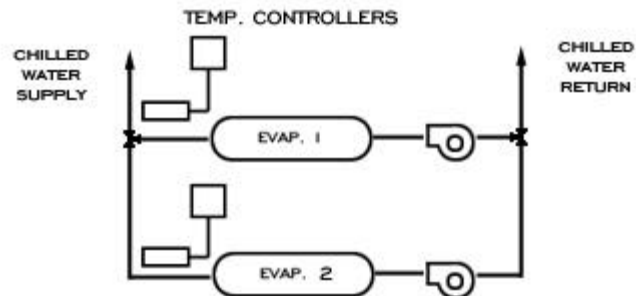 TEMP. CONTROLLERS
CHILLED
WATER
SUPPLY
CHILLED
WATER
RETURN
EVAP. 1
EVAP. 2